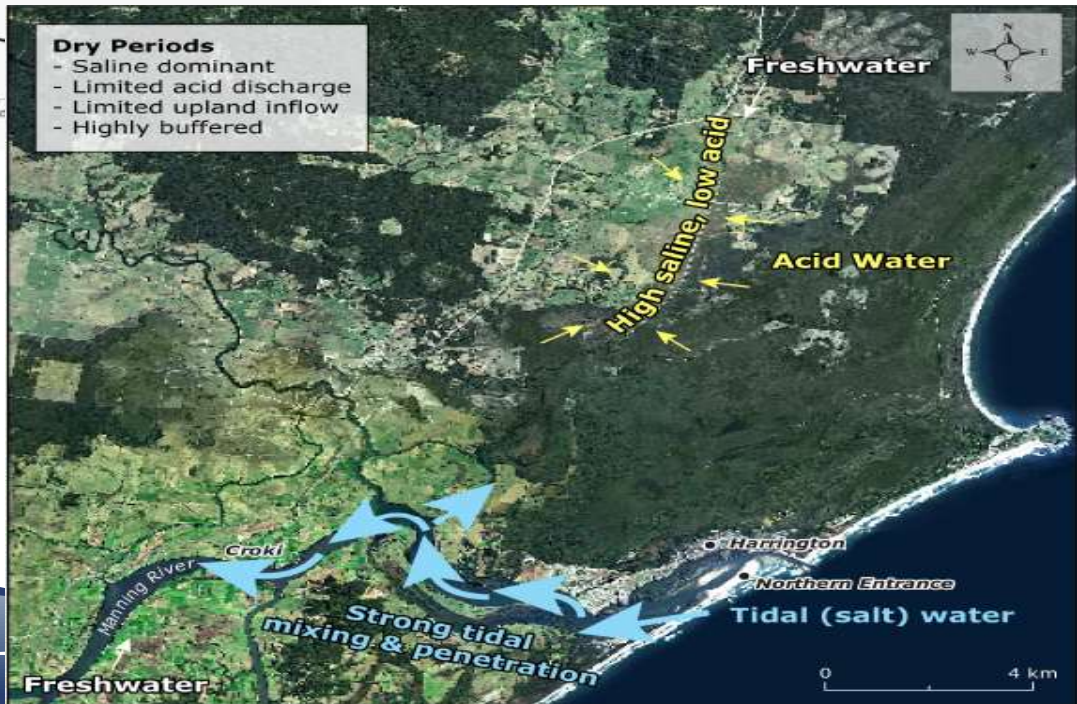 Dry Periods
- Saline dominant
- Limited acid discharge
- Limited upland inflow
- Highly buffered
N
W E
S
Freshwater
High saline, low acid
Acid Water
Croki
Manning River
Harrington
Northern Entrance
Tidal (salt) water
Strong tidal
mixing & penetration
Freshwater
0 4 km